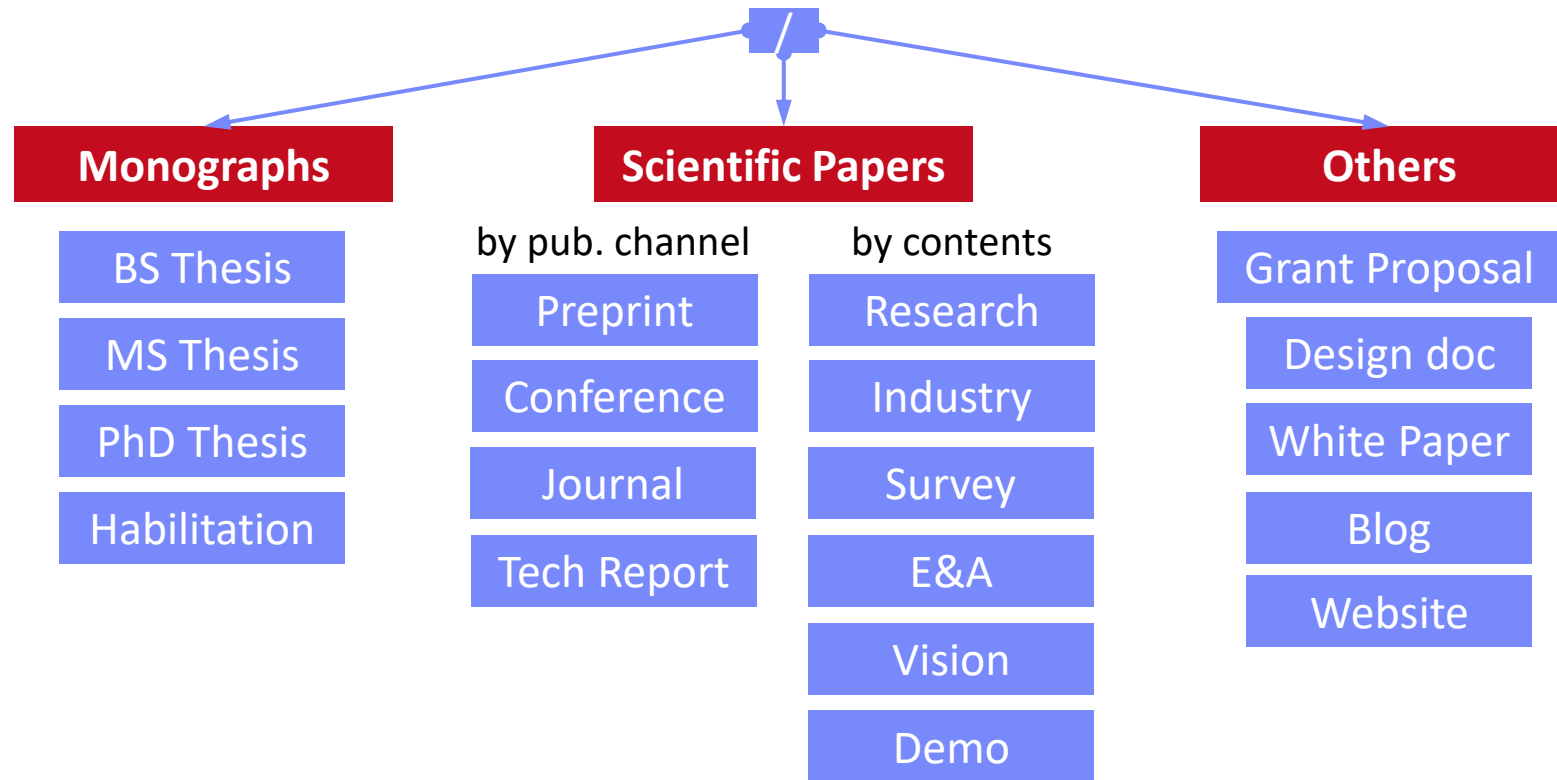 /
Monographs
BS Thesis
MS Thesis
PhD Thesis
Habilitation
Scientific Papers
by pub. channel
Preprint
Conference
Journal
Tech Report
by contents
Research
Industry
Survey
E&A
Vision
Demo
Others
Grant Proposal
Design doc
White Paper
Blog
Website